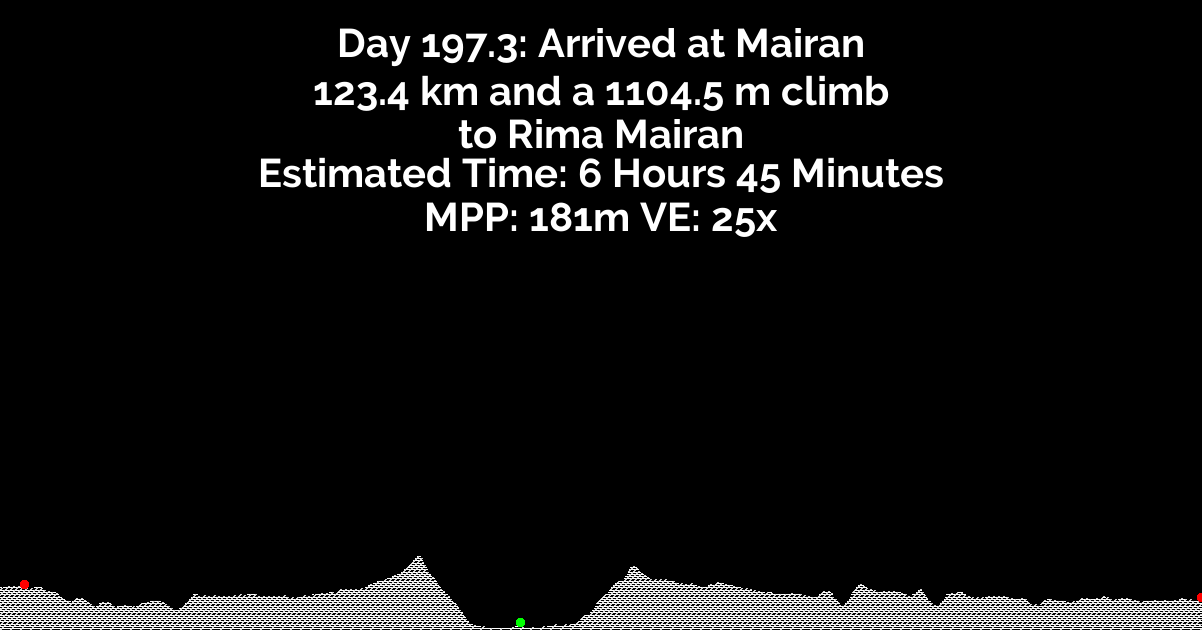 Day 197.3: Arrived at Mairan
123.4 km and a 1104.5 m climb
to Rima Mairan
Estimated Time: 6 Hours 45 Minutes
MPP: 181m VE: 25x